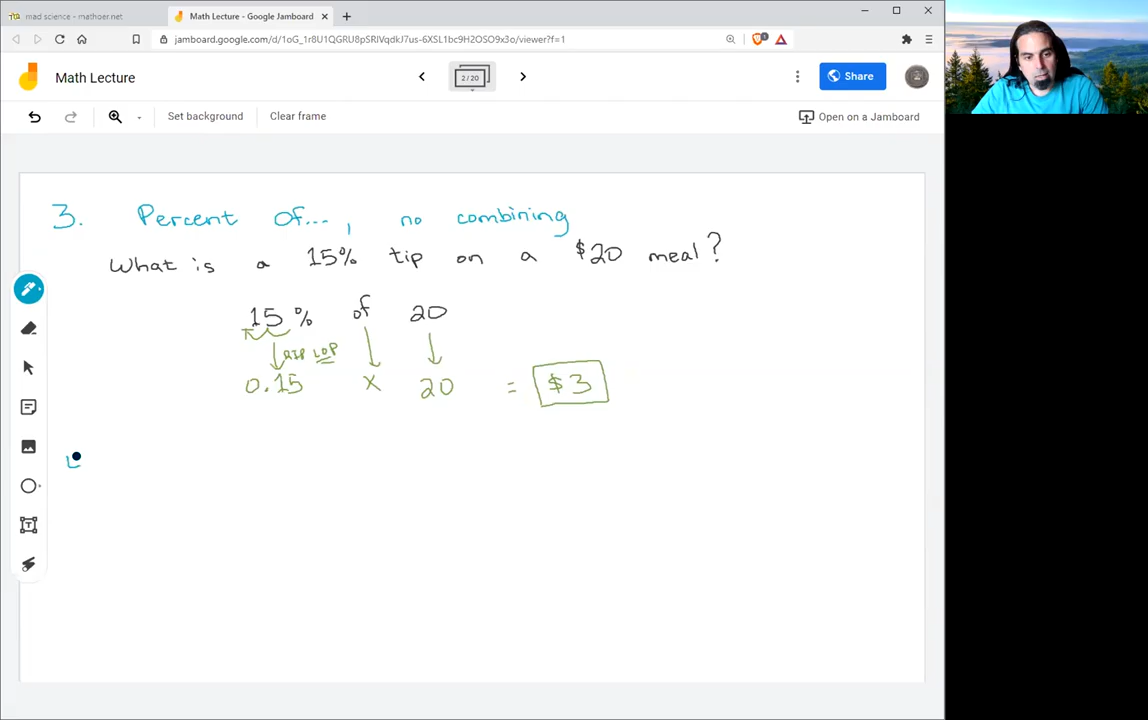 mad science - mathoer.net
Math Lecture - Google Jamboard
jamboard.google.com/d/1oG_1r8U1QGRU8pSRIVqdkJ7us-6XSL1bc9H2OSO9x3o/viewer?f=1
Math Lecture
2 / 20
Share
Set background
Clear frame
Open on a Jamboard
3. Percent of..., no combining
What is a 15% tip on a $20 meal?
15% of 20
LOP
0.15 x 20 = $3